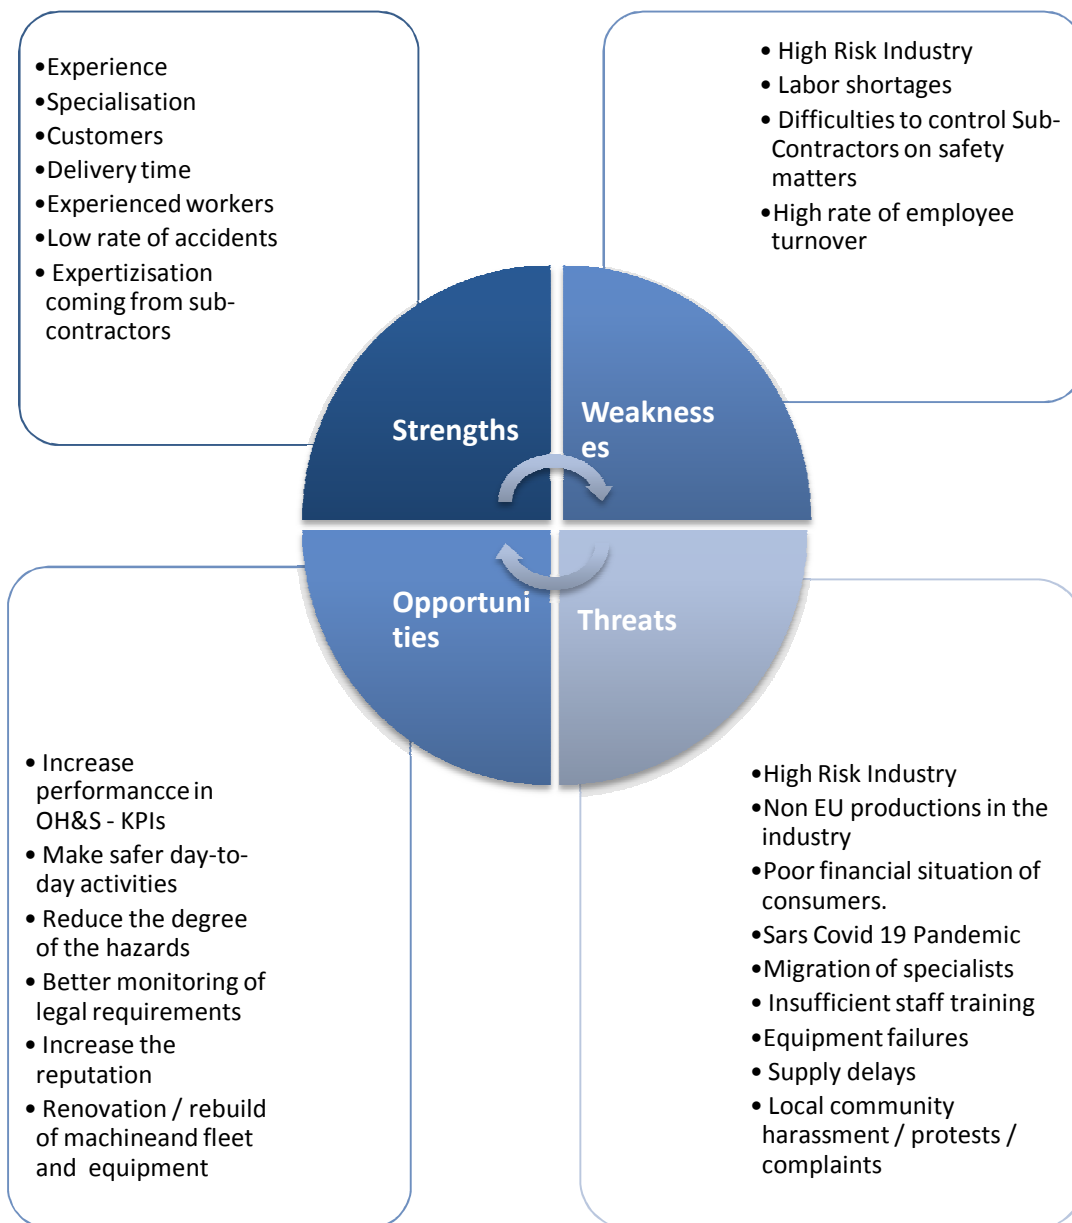 •Experience
•Specialisation
•Customers
•Delivery time
•Experienced workers
•Low rate of accidents
• Expertizisation
coming from sub-
contractors
• High Risk Industry
• Labor shortages
• Difficulties to control Sub-
Contractors on safety
matters
•High rate of employee
turnover
Strengths
Weakness
es
Opportuni
ties
Threats
• Increase
performancce in
OH&S - KPIs
• Make safer day-to-
day activities
• Reduce the degree
of the hazards
• Better monitoring of
legal requirements
• Increase the
reputation
• Renovation / rebuild
of machineand fleet
and equipment
•High Risk Industry
•Non EU productions in the
industry
•Poor financial situation of
consumers.
•Sars Covid 19 Pandemic
•Migration of specialists
• Insufficient staff training
•Equipment failures
• Supply delays
• Local community
harassment / protests /
complaints